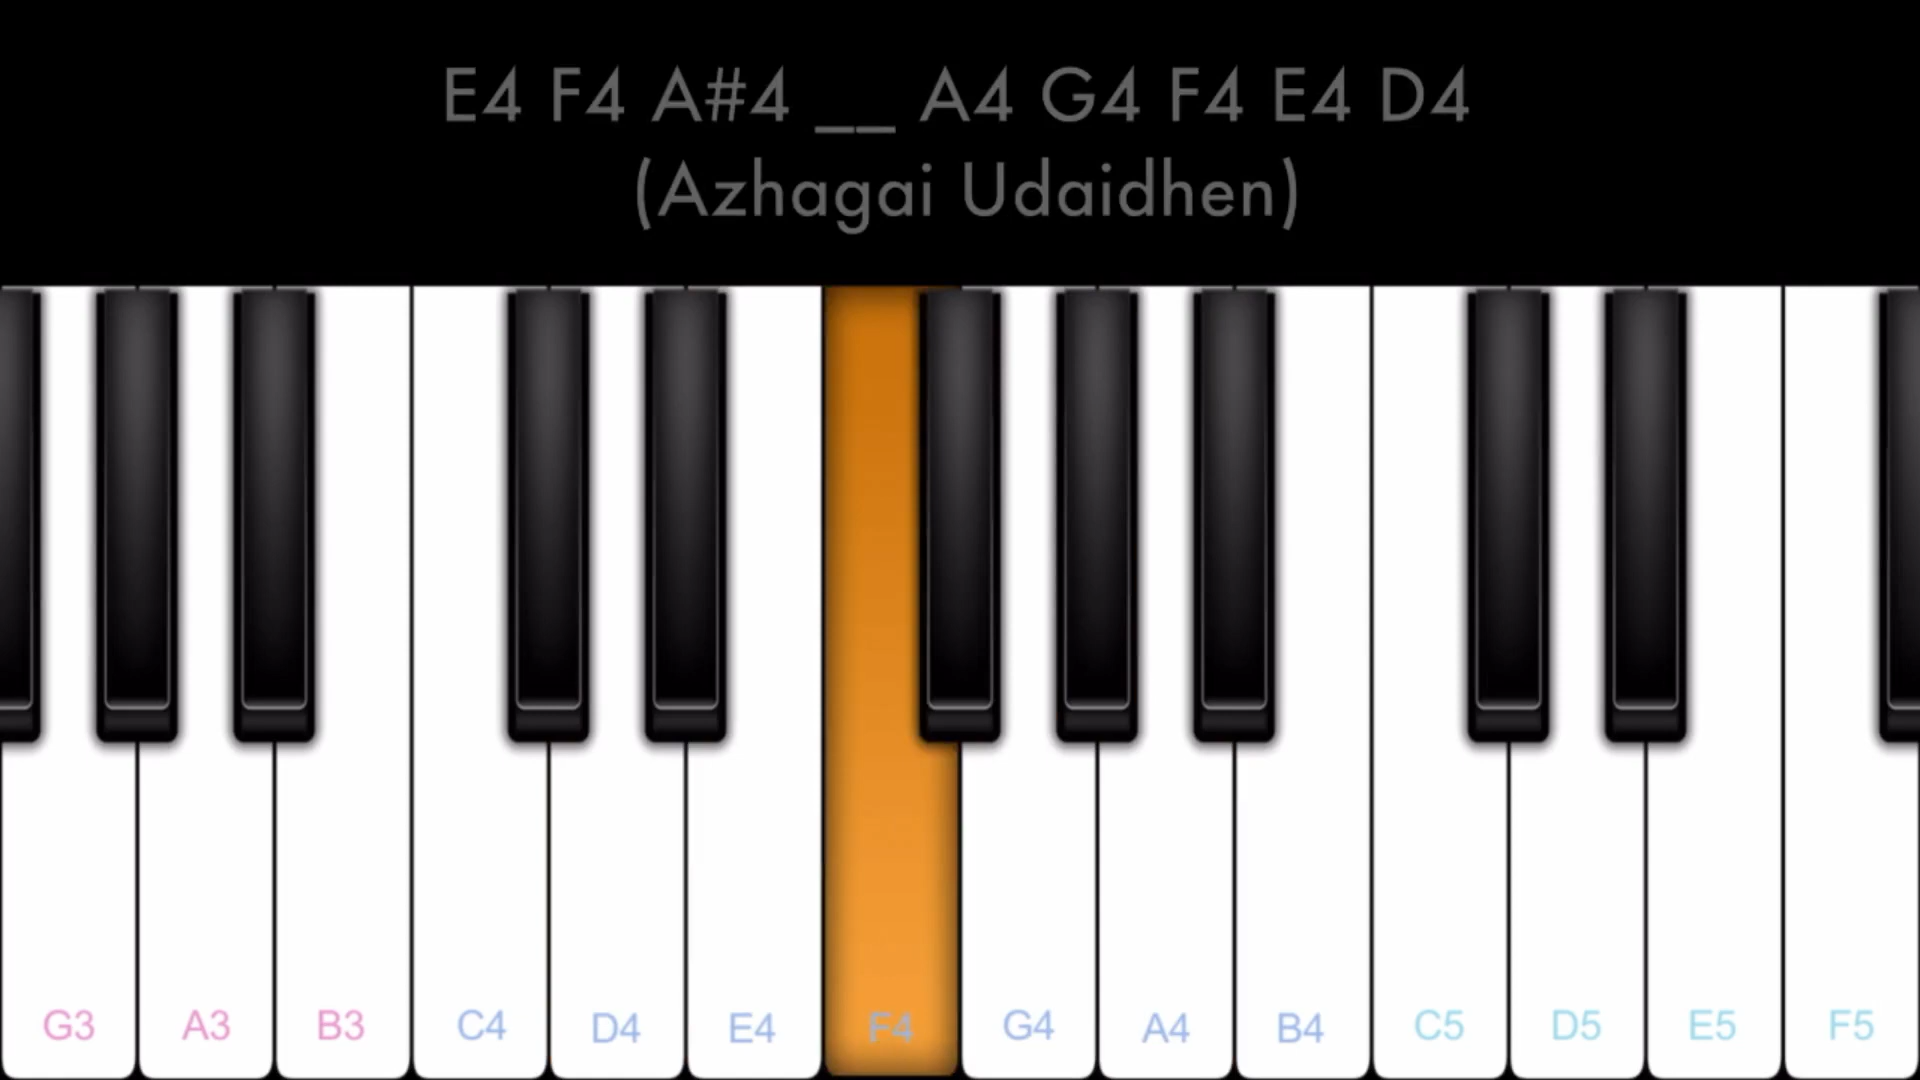 E4 F4 A#4 __ A4 G4 F4 E4 D4
(Azhagai Udaidhen)
G3 A3 B3 C4 D4 E4 F4 G4 A4 B4 C5 D5 E5 F5